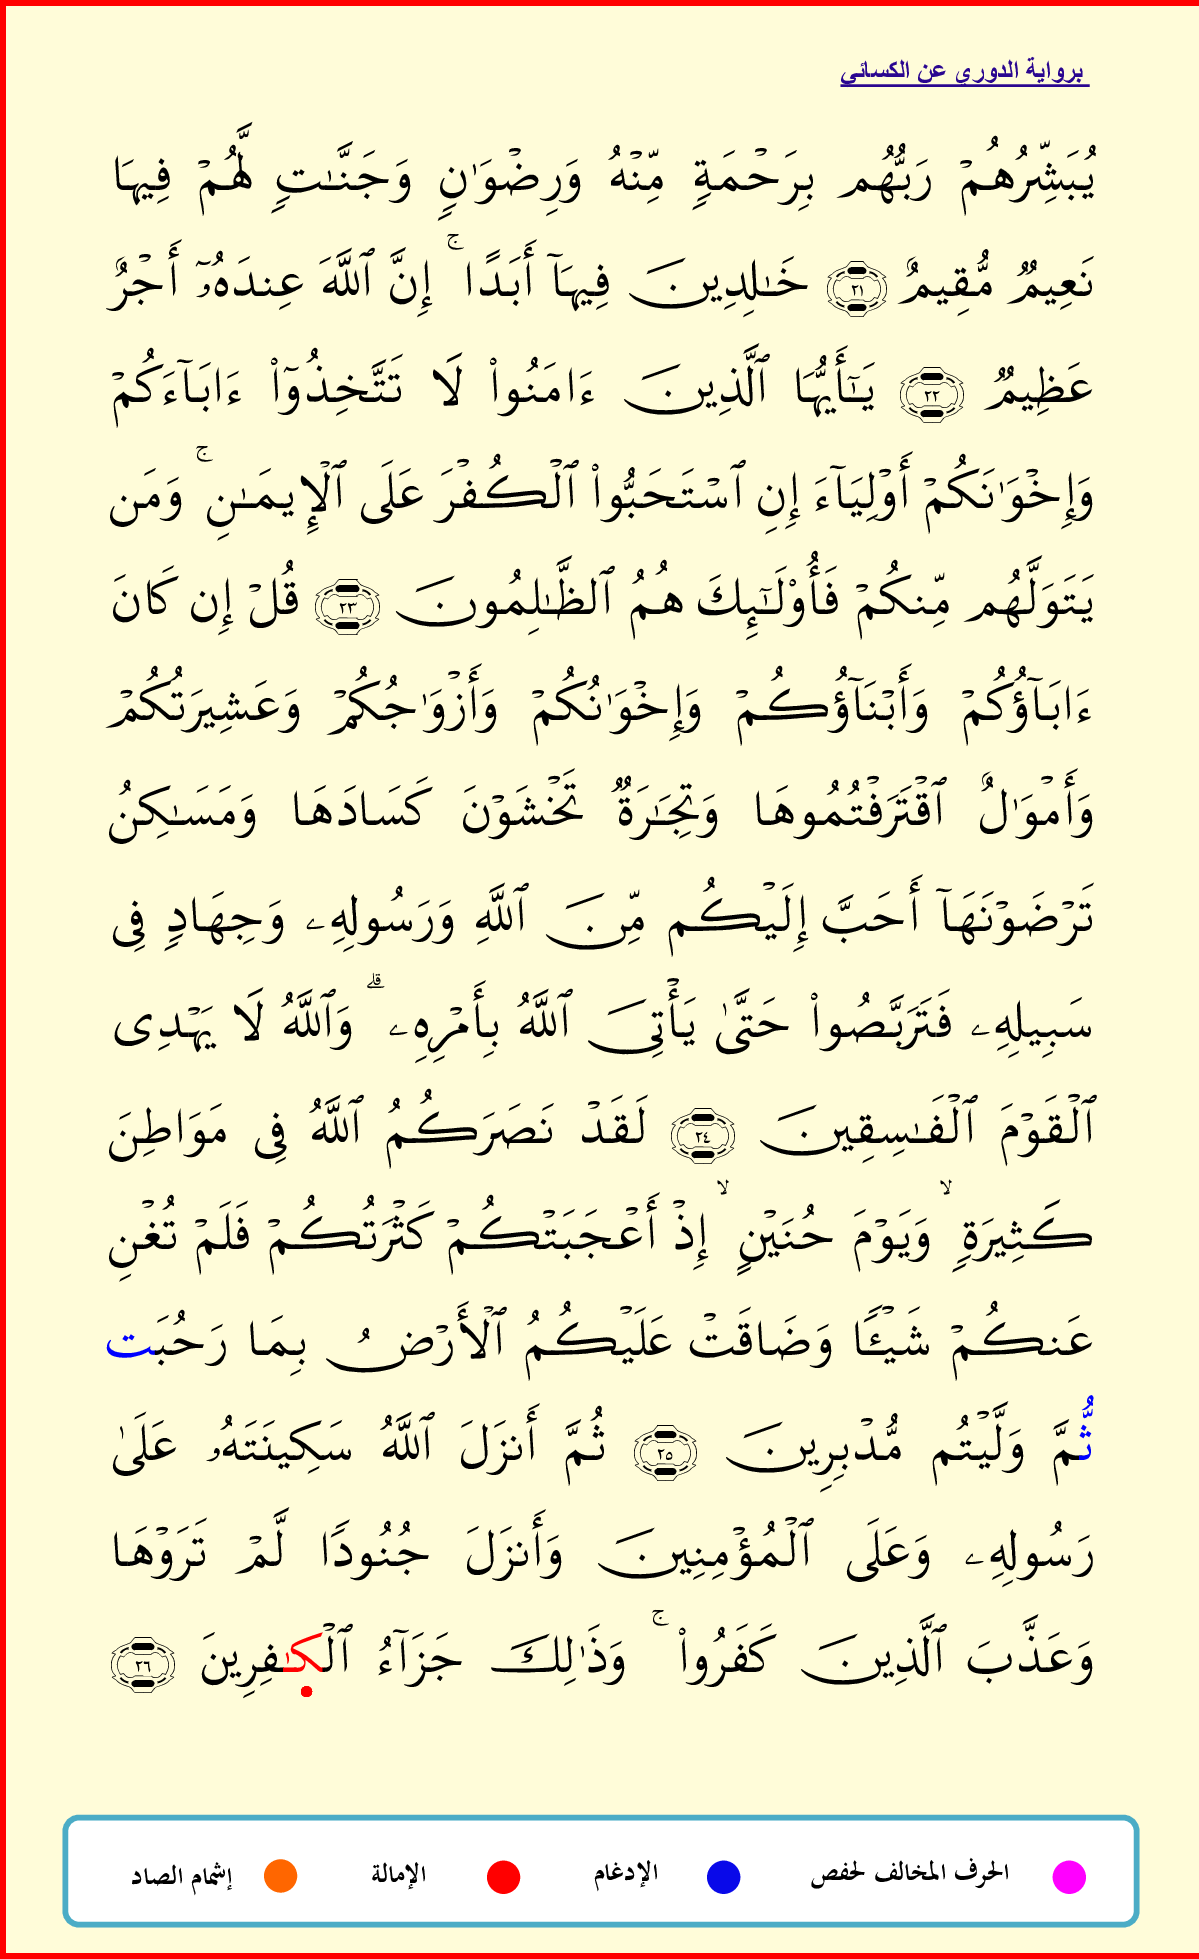 برواية الدوري عن الكسائي
يُبَشِّرُهُمۡ رَبُّهُم بِرَحۡمَةٖ مِّنۡهُ وَرِضۡوَٰنٖ وَجَنَّـٰتٖ لَّهُمۡ فِيهَا
نَعِيمٞ مُّقِيمٌ ٢١ خَـٰلِدِينَ فِيهَآ أَبَدًا ۚ إِنَّ ٱللَّهَ عِندَهُۥٓ أَجۡرٌ
عَظِيمٞ ٢٢ يَـٰٓأَيُّهَا ٱلَّذِينَ ءَامَنُوا۟ لَا تَتَّخِذُوٓا۟ ءَابَآءَكُمۡ
وَإِخۡوَٰنَكُمۡ أَوۡلِيَآءَ إِنِ ٱسۡتَحَبُّوا۟ ٱلۡكُفۡرَ عَلَى ٱلۡإِيمَـٰنِ ۚ وَمَن
يَتَوَلَّهُم مِّنكُمۡ فَأُو۟لَـٰٓئِكَ هُمُ ٱلظَّـٰلِمُونَ ٢٣ قُلۡ إِن كَانَ
ءَابَآؤُكُمۡ وَأَبۡنَآؤُكُمۡ وَإِخۡوَٰنُكُمۡ وَأَزۡوَٰجُكُمۡ وَعَشِيرَتُكُمۡ
وَأَمۡوَٰلٌ ٱقۡتَرَفۡتُمُوهَا وَتِجَـٰرَةٞ تَخۡشَوۡنَ كَسَادَهَا وَمَسَـٰكِنُ
تَرۡضَوۡنَهَآ أَحَبَّ إِلَيۡكُم مِّنَ ٱللَّهِ وَرَسُولِهِۦ وَجِهَادٖ فِى
سَبِيلِهِۦ فَتَرَبَّصُوا۟ حَتَّىٰ يَأۡتِىَ ٱللَّهُ بِأَمۡرِهِۦ ۗ وَٱللَّهُ لَا يَهۡدِى
ٱلۡقَوۡمَ ٱلۡفَـٰسِقِينَ ٢٤ لَقَدۡ نَصَرَكُمُ ٱللَّهُ فِى مَوَاطِنَ
كَثِيرَةٖ ۙ وَيَوۡمَ حُنَيۡنٍ ۙ إِذۡ أَعۡجَبَتۡكُمۡ كَثۡرَتُكُمۡ فَلَمۡ تُغۡنِ
عَنكُمۡ شَيۡـٔٗا وَضَاقَتۡ عَلَيۡكُمُ ٱلۡأَرۡضُ بِمَا رَحُبَت
ثُّمَّ وَلَّيۡتُم مُّدۡبِرِينَ ٢٥ ثُمَّ أَنزَلَ ٱللَّهُ سَكِينَتَهُۥ عَلَىٰ
رَسُولِهِۦ وَعَلَى ٱلۡمُؤۡمِنِينَ وَأَنزَلَ جُنُودٗا لَّمۡ تَرَوۡهَا
وَعَذَّبَ ٱلَّذِينَ كَفَرُوا۟ ۚ وَذَٰلِكَ جَزَآءُ ٱلۡكَـٰفِرِينَ ٢٦
الحرف المخالف لحفص الإدغام الإمالة إشمام الصاد